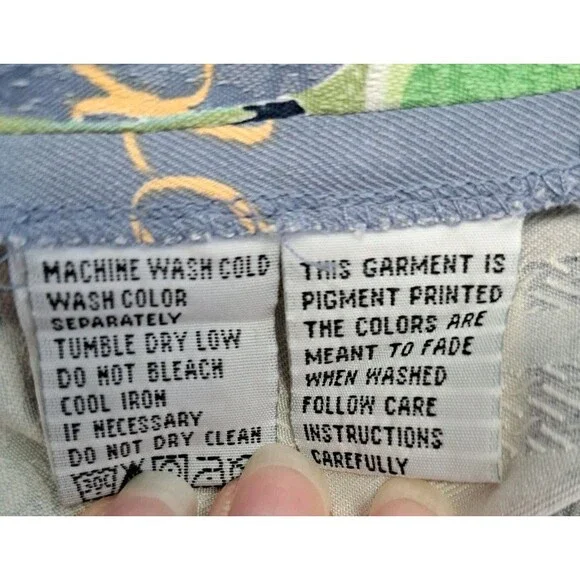 MACHINE WASH COLD
WASH COLOR
SEPARATELY
TUMBLE DRY LOW
DO NOT BLEACH
COOL IRON
IF NECESSARY
DO NOT DRY CLEAN
30C
THIS GARMENT IS
PIGMENT PRINTED
THE COLORS ARE
MEANT TO FADE
WHEN WASHED
FOLLOW CARE
INSTRUCTIONS
CAREFULLY